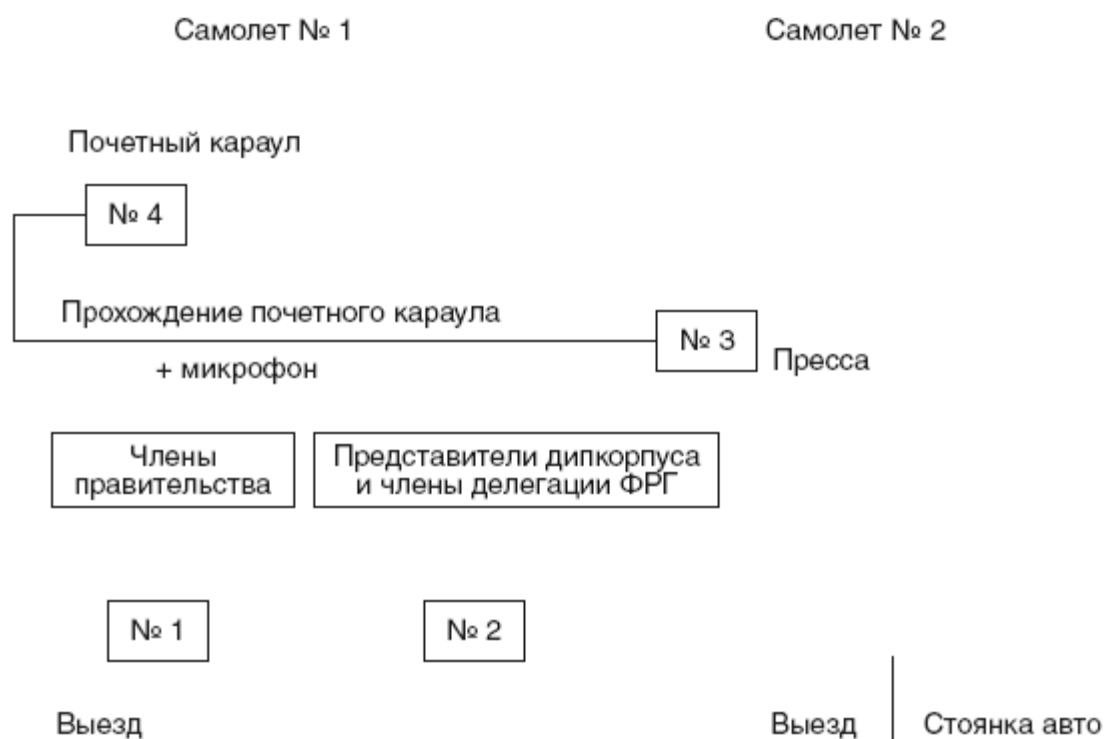 Самолет № 1
Самолет № 2
Почетный караул
№ 4
Прохождение почетного караула
№ 3
Пресса
+ микрофон
Члены
правительства
Представители дипкорпуса
и члены делегации ФРГ
№ 1
№ 2
Выезд
Выезд
Стоянка авто